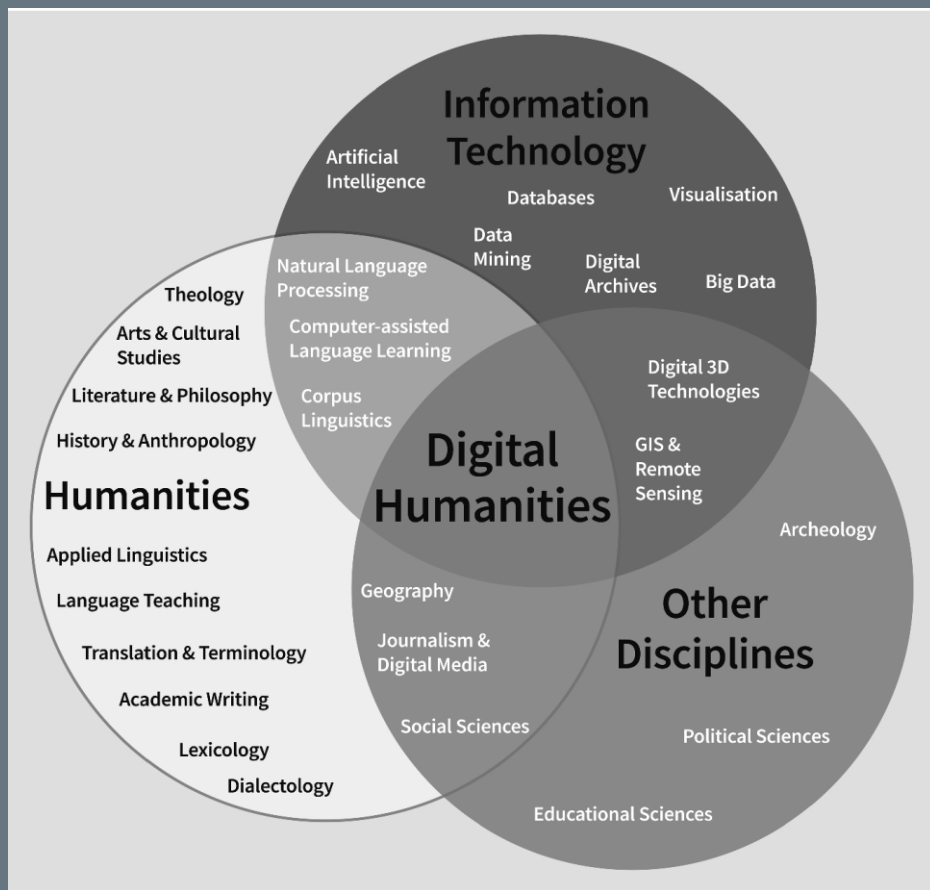 Information
Technology
Artificial
Intelligence
Databases
Visualisation
Data
Mining
Digital
Archives
Big Data
Natural Language
Processing
Computer-assisted
Language Learning
Corpus
Linguistics
Theology
Arts & Cultural
Studies
Literature & Philosophy
History & Anthropology
Humanities
Applied Linguistics
Language Teaching
Translation & Terminology
Academic Writing
Lexicology
Dialectology
Digital
Humanities
Digital 3D
Technologies
GIS &
Remote
Sensing
Archeology
Geography
Journalism &
Digital Media
Social Sciences
Other
Disciplines
Political Sciences
Educational Sciences